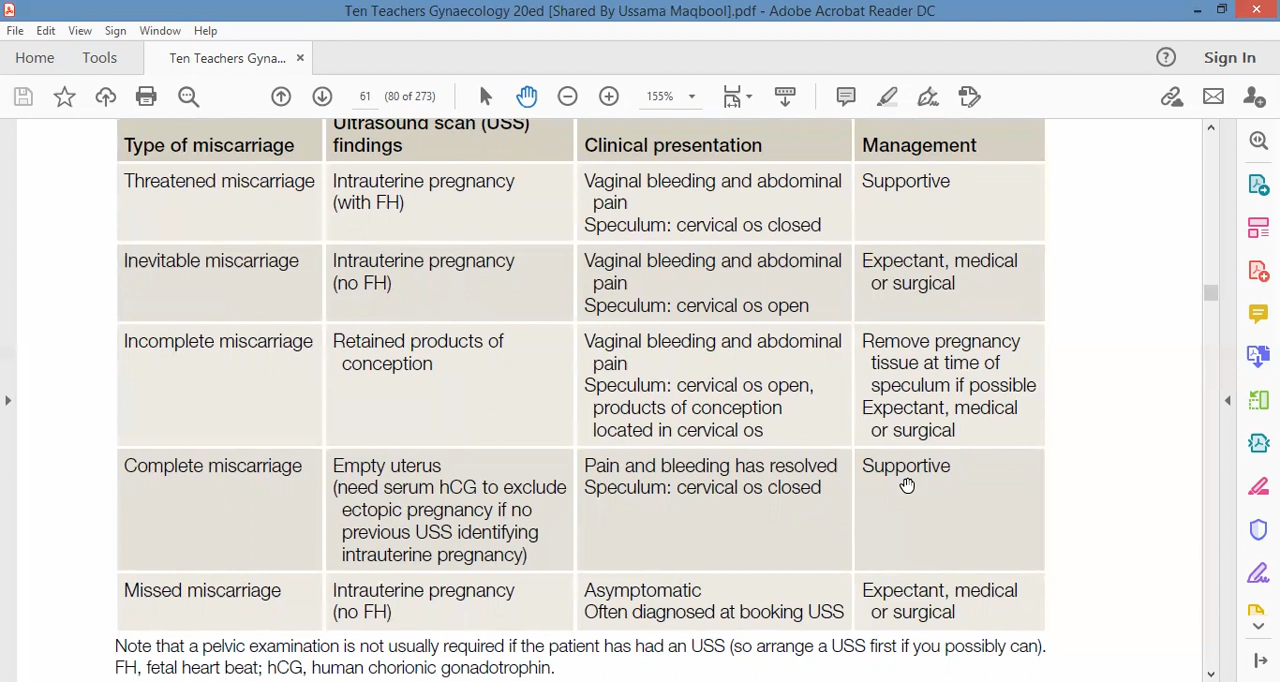 Ten Teachers Gynaecology 20ed [Shared By Ussama Maqbool].pdf - Adobe Acrobat Reader DC
File Edit View Sign Window Help
Home Tools Ten Teachers Gyna... × Sign In
61 (80 of 273) 155%
Type of miscarriage
Ultrasound scan (USS)
findings
Clinical presentation
Management
Threatened miscarriage
Intrauterine pregnancy
(with FH)
Vaginal bleeding and abdominal
pain
Speculum: cervical os closed
Supportive
Inevitable miscarriage
Intrauterine pregnancy
(no FH)
Vaginal bleeding and abdominal
pain
Speculum: cervical os open
Expectant, medical
or surgical
Incomplete miscarriage
Retained products of
conception
Vaginal bleeding and abdominal
pain
Speculum: cervical os open,
products of conception
located in cervical os
Remove pregnancy
tissue at time of
speculum if possible
Expectant, medical
or surgical
Complete miscarriage
Empty uterus
(need serum hCG to exclude
ectopic pregnancy if no
previous USS identifying
intrauterine pregnancy)
Pain and bleeding has resolved
Speculum: cervical os closed
Supportive
Missed miscarriage
Intrauterine pregnancy
(no FH)
Asymptomatic
Often diagnosed at booking USS
Expectant, medical
or surgical
Note that a pelvic examination is not usually required if the patient has had an USS (so arrange a USS first if you possibly can).
FH, fetal heart beat; hCG, human chorionic gonadotrophin.